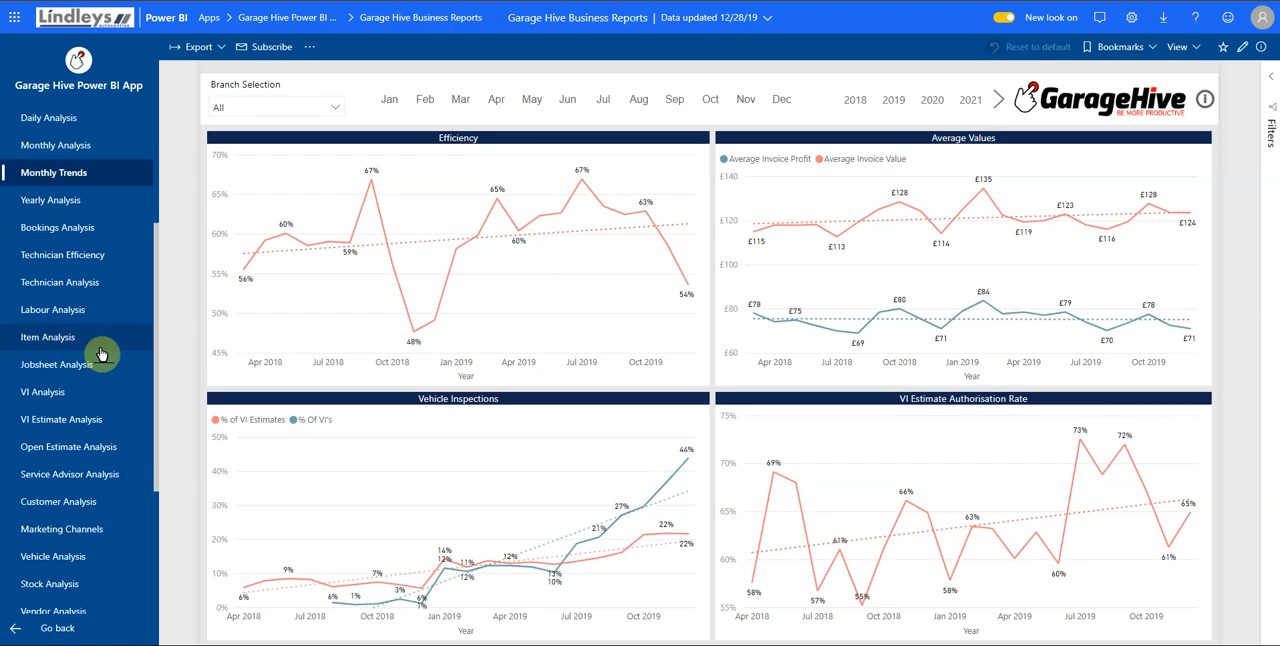 Lindleys
Power BI Apps Garage Hive Power BI ... Garage Hive Business Reports Garage Hive Business Reports | Data updated 12/28/19 New look on
Export Subscribe ... Reset to default Bookmarks View
Garage Hive Power BI App
Daily Analysis
Monthly Analysis
Monthly Trends
Yearly Analysis
Bookings Analysis
Technician Efficiency
Technician Analysis
Labour Analysis
Item Analysis
Jobsheet Analysis
VI Analysis
VI Estimate Analysis
Open Estimate Analysis
Service Advisor Analysis
Customer Analysis
Marketing Channels
Vehicle Analysis
Stock Analysis
Vendor Analysis
Go back
Branch Selection
All
Jan Feb Mar Apr May Jun Jul Aug Sep Oct Nov Dec
2018 2019 2020 2021
GarageHive
BE MORE PRODUCTIVE
Filters
Efficiency
70%
65%
60%
55%
50%
45%
56%
60%
59%
67%
48%
65%
60%
67%
63%
54%
Apr 2018 Jul 2018 Oct 2018 Jan 2019 Apr 2019 Jul 2019 Oct 2019
Year
Average Values
Average Invoice Profit Average Invoice Value
£140
£120
£100
£80
£60
£115
£113
£128
£114
£135
£119
£123
£116
£128
£124
£78
£75
£69
£80
£71
£84
£79
£70
£78
£71
Apr 2018 Jul 2018 Oct 2018 Jan 2019 Apr 2019 Jul 2019 Oct 2019
Year
Vehicle Inspections
% of VI Estimates % Of VI's
50%
40%
30%
20%
10%
0%
6%
9%
6%
1%
7%
3%
6%
1%
14%
12%
11%
12%
12%
13%
10%
21%
27%
22%
44%
22%
Apr 2018 Jul 2018 Oct 2018 Jan 2019 Apr 2019 Jul 2019 Oct 2019
Year
VI Estimate Authorisation Rate
75%
70%
65%
60%
55%
58%
69%
57%
61%
55%
66%
58%
63%
60%
73%
72%
61%
65%
Apr 2018 Jul 2018 Oct 2018 Jan 2019 Apr 2019 Jul 2019 Oct 2019
Year